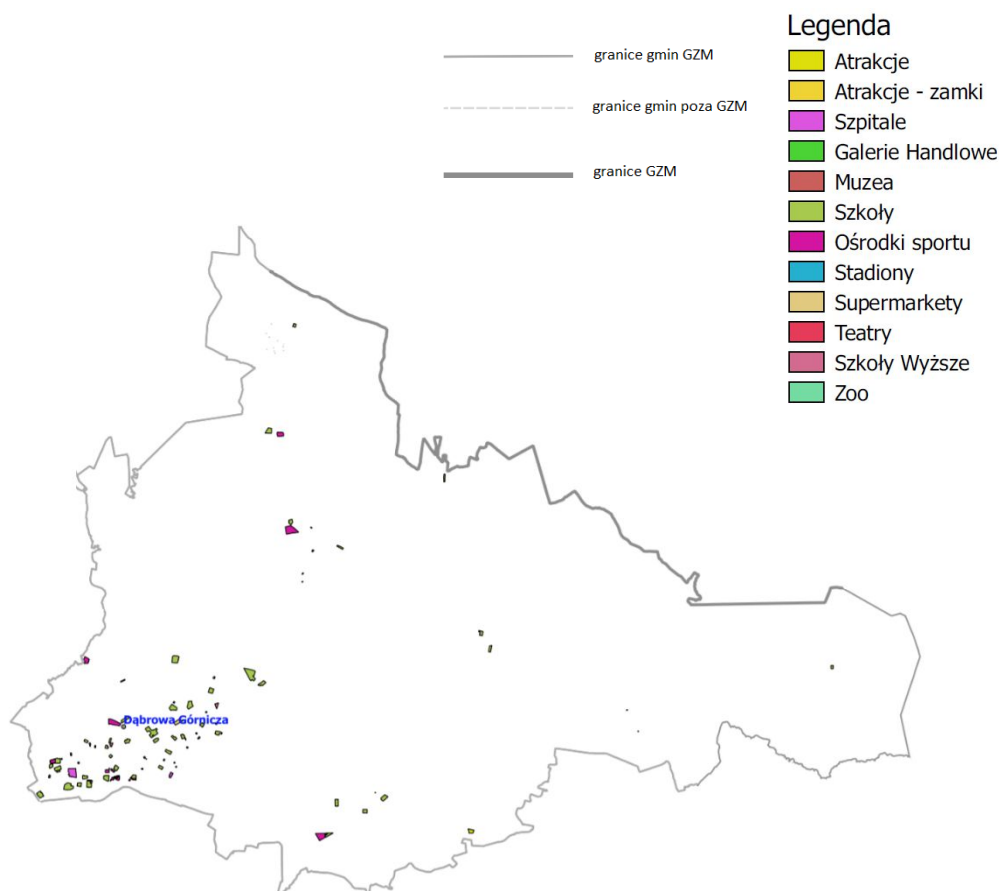 Legenda
granice gmin GZM
granice gmin poza GZM
granice GZM
Atrakcje
Atrakcje - zamki
Szpitale
Galerie Handlowe
Muzea
Szkoły
Ośrodki sportu
Stadiony
Supermarkety
Teatry
Szkoły Wyższe
Zoo
Dąbrowa Górnicza